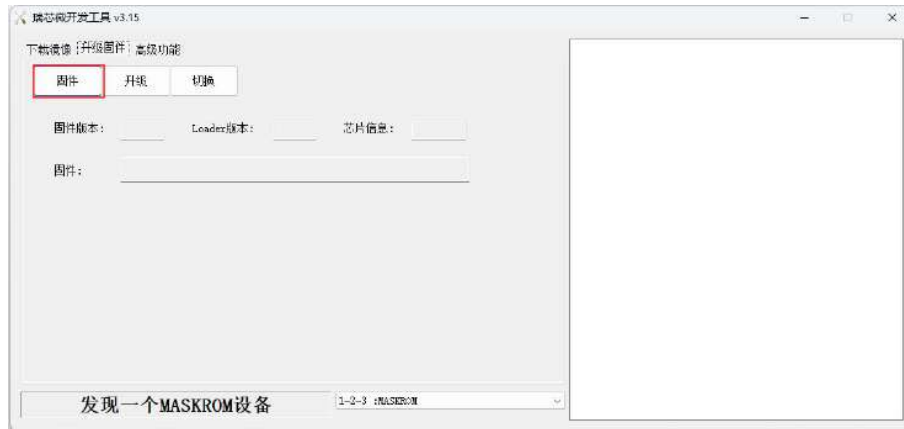 瑞芯微开发工具 v3.15
下载镜像 升级固件 高级功能
固件 升级 切换
固件版本: Loader版本: 芯片信息:
固件:
发现一个MASKROM设备 1-2-3 :MASKROM